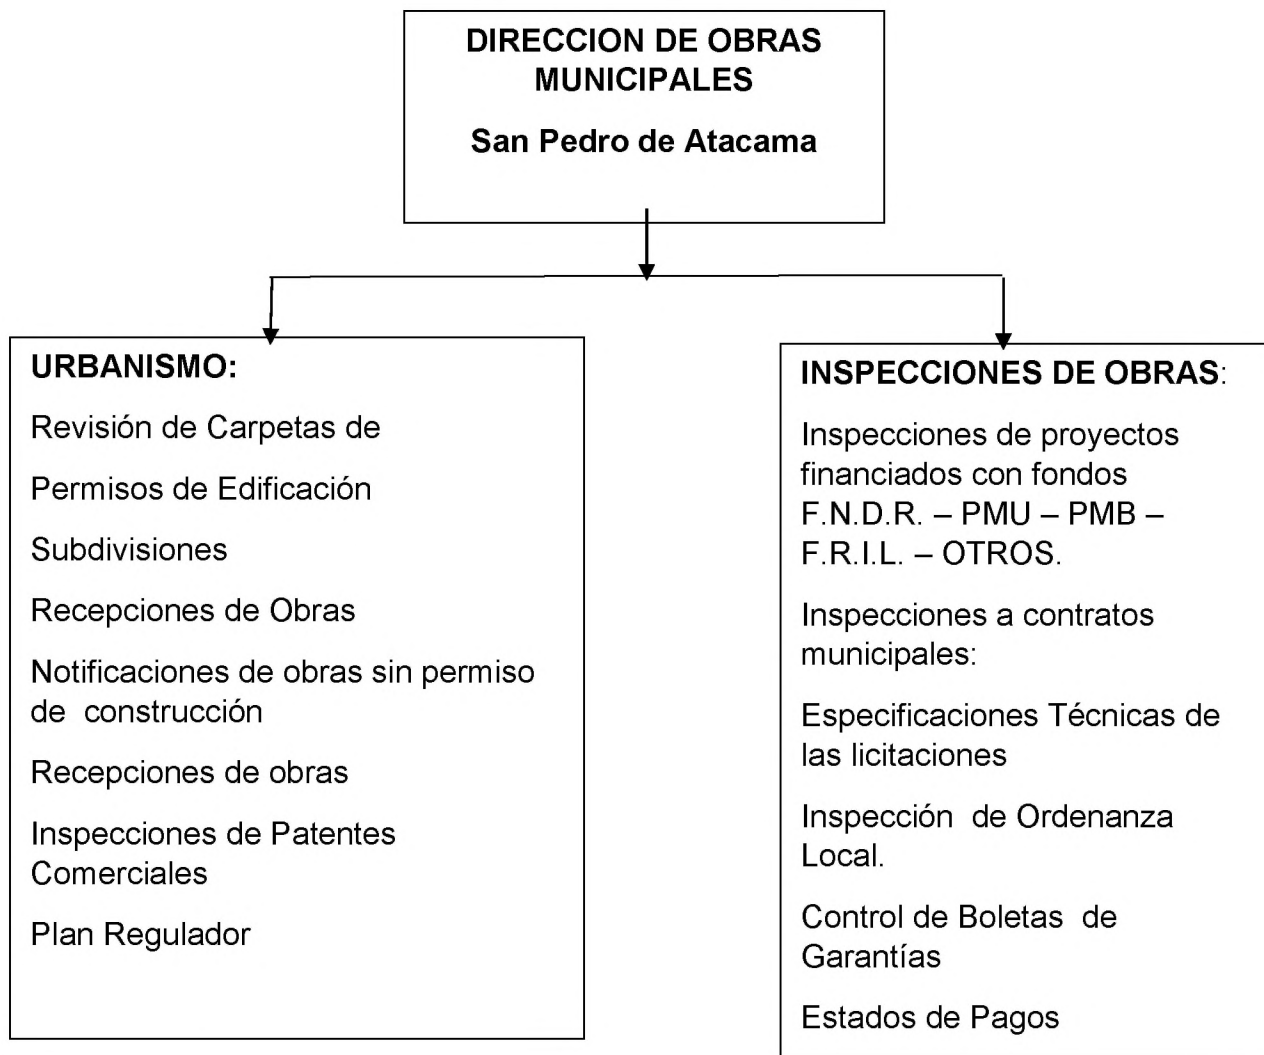 DIRECCION DE OBRAS
MUNICIPALES
San Pedro de Atacama
URBANISMO:
Revisión de Carpetas de
Permisos de Edificación
Subdivisiones
Recepciones de Obras
Notificaciones de obras sin permiso
de construcción
Recepciones de obras
Inspecciones de Patentes
Comerciales
Plan Regulador
INSPECCIONES DE OBRAS:
Inspecciones de proyectos
financiados con fondos
F.N.D.R. – PMU – PMB –
F.R.I.L. – OTROS.
Inspecciones a contratos
municipales:
Especificaciones Técnicas de
las licitaciones
Inspección de Ordenanza
Local.
Control de Boletas de
Garantías
Estados de Pagos